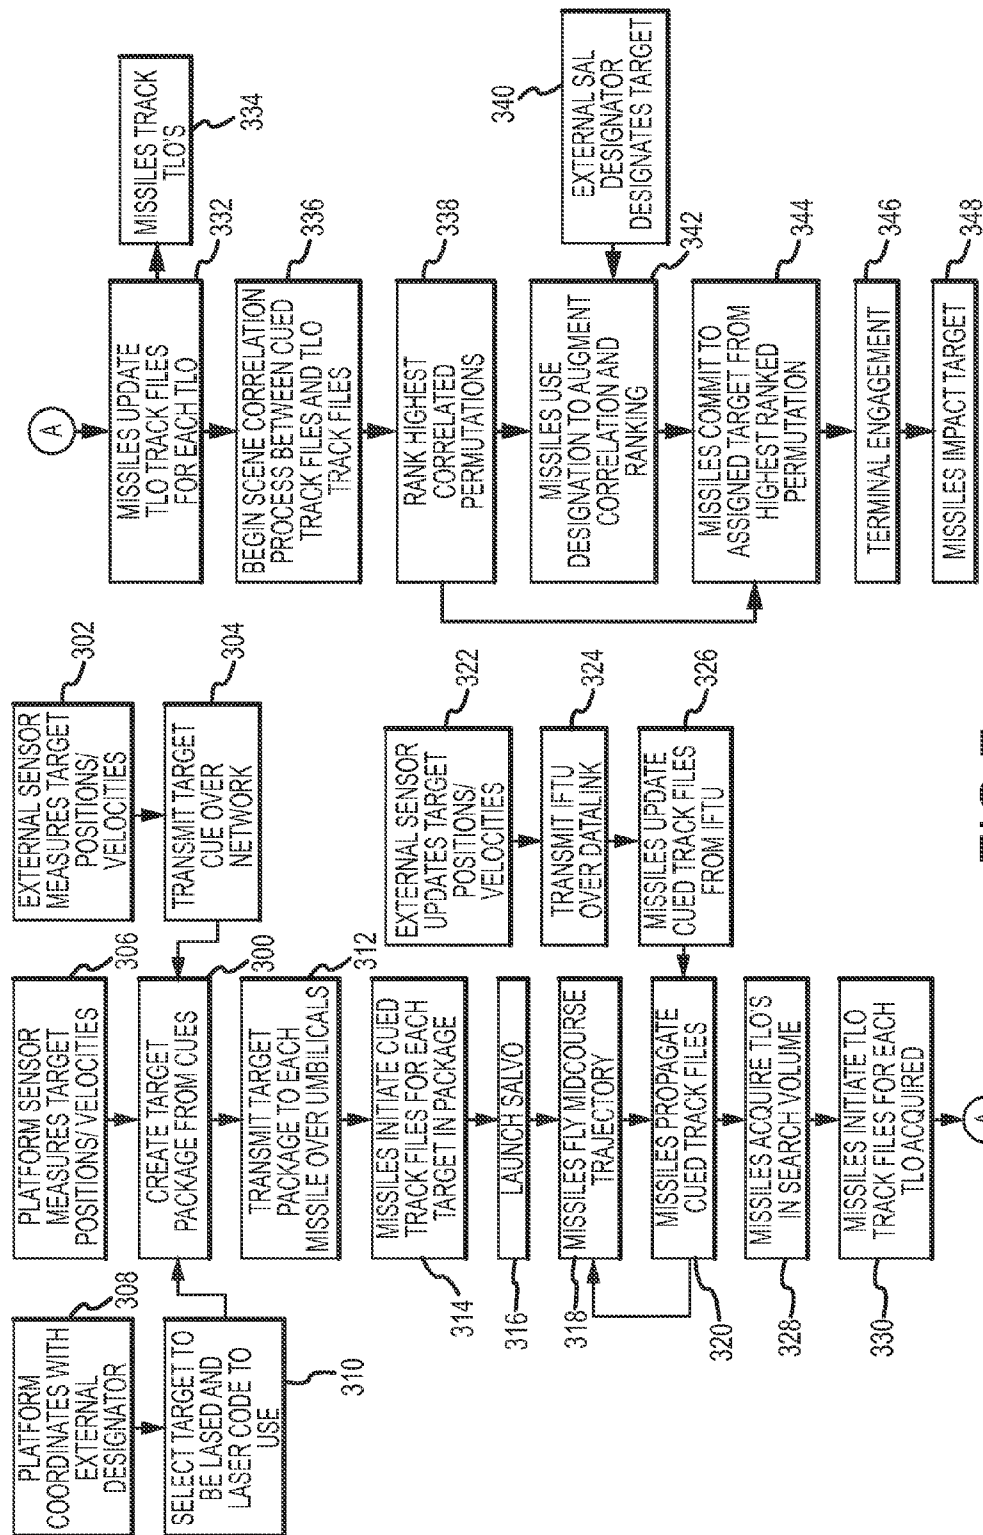 PLATFORM
COORDINATES WITH
EXTERNAL
DESIGNATOR
308
SELECT TARGET TO
BE LASED AND
LASER CODE TO
USE
310
PLATFORM SENSOR
MEASURES TARGET
POSITIONS/VELOCITIES
306
EXTERNAL SENSOR
MEASURES TARGET
POSITIONS/
VELOCITIES
302
TRANSMIT TARGET
CUE OVER
NETWORK
304
CREATE TARGET
PACKAGE FROM CUES
300
TRANSMIT TARGET
PACKAGE TO EACH
MISSILE OVER UMBILICALS
312
MISSILES INITIATE CUED
TRACK FILES FOR EACH
TARGET IN PACKAGE
314
LAUNCH SALVO
316
MISSILES FLY MIDCOURSE
TRAJECTORY
318
MISSILES PROPAGATE
CUED TRACK FILES
320
EXTERNAL SENSOR
UPDATES TARGET
POSITIONS/
VELOCITIES
322
TRANSMIT IFTU
OVER DATALINK
324
MISSILES UPDATE
CUED TRACK FILES
FROM IFTU
326
MISSILES ACQUIRE TLO'S
IN SEARCH VOLUME
328
MISSILES INITIATE TLO
TRACK FILES FOR EACH
TLO ACQUIRED
330
A
A
MISSILES UPDATE
TLO TRACK FILES
FOR EACH TLO
332
MISSILES TRACK
TLO'S
334
BEGIN SCENE CORRELATION
PROCESS BETWEEN CUED
TRACK FILES AND TLO
TRACK FILES
336
RANK HIGHEST
CORRELATED
PERMUTATIONS
338
EXTERNAL SAL
DESIGNATOR
DESIGNATES TARGET
340
MISSILES USE
DESIGNATION TO AUGMENT
CORRELATION AND
RANKING
342
MISSILES COMMIT TO
ASSIGNED TARGET FROM
HIGHEST RANKED
PERMUTATION
344
TERMINAL ENGAGEMENT
346
MISSILES IMPACT TARGET
348